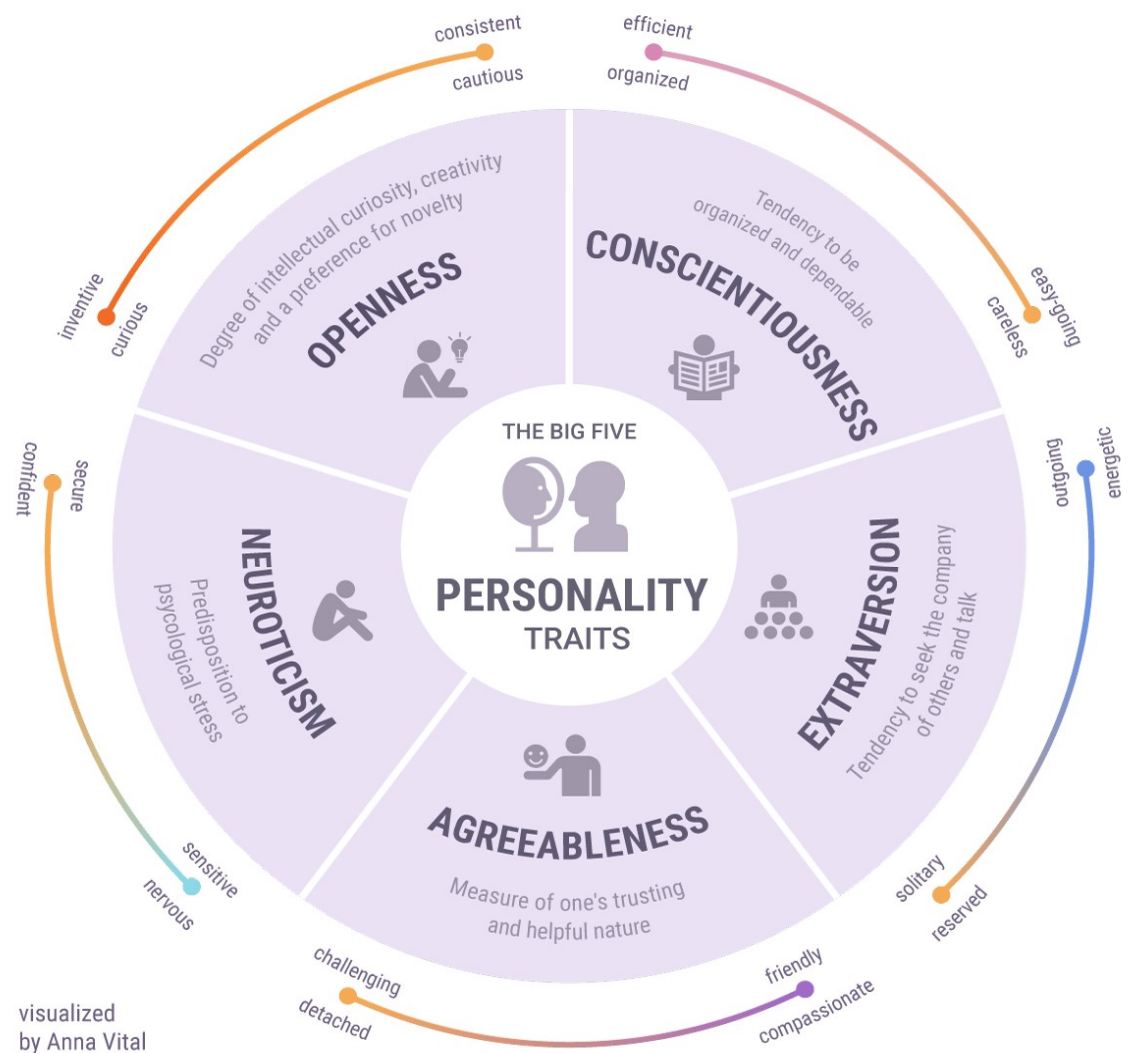 THE BIG FIVE
PERSONALITY
TRAITS
consistent
cautious
inventive
curious
Degree of intellectual curiosity, creativity
and a preference for novelty
OPENNESS
efficient
organized
easy-going
careless
Tendency to be
organized and dependable
CONSCIENTIOUSNESS
energetic
outgoing
solitary
reserved
EXTRAVERSION
Tendency to seek the company
of others and talk
AGREEABLENESS
Measure of one's trusting
and helpful nature
challenging
detached
friendly
compassionate
NEUROTICISM
Predisposition to
psycological stress
secure
confident
sensitive
nervous
visualized
by Anna Vital